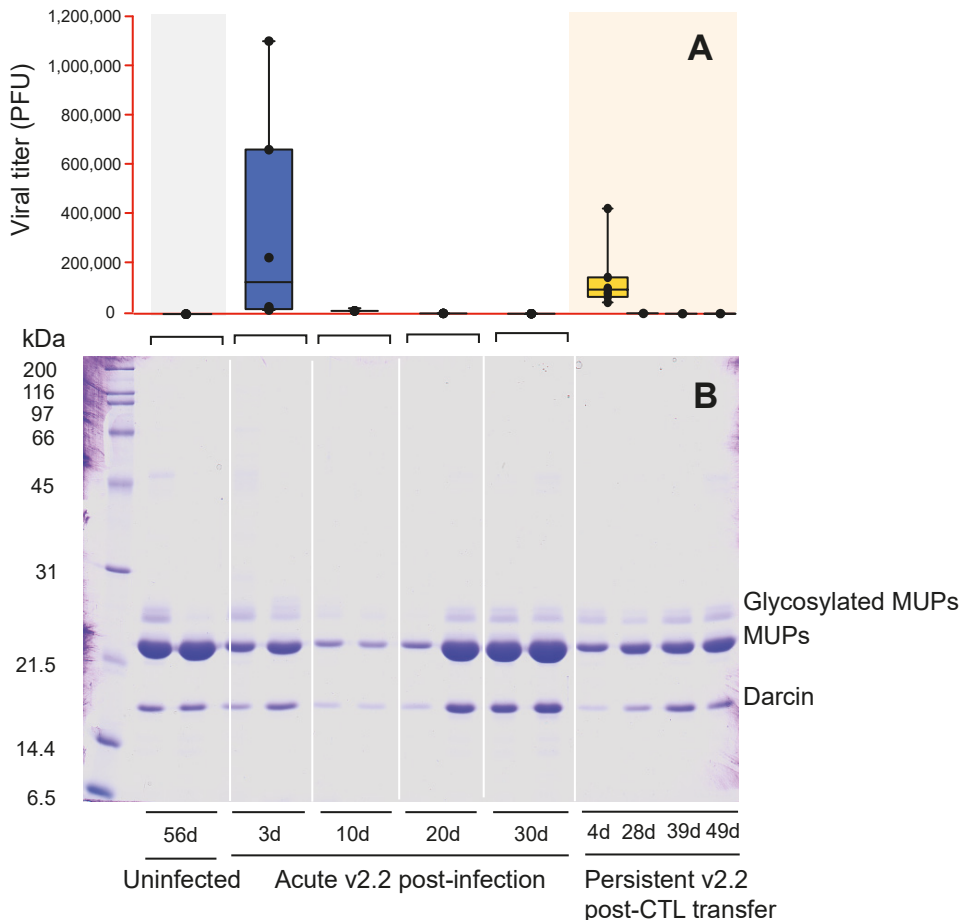 1,200,000
A
1,000,000
800,000
600,000
400,000
200,000
0
Viral titer (PFU)
kDa
200
B
116
97
66
45
31
Glycosylated MUPs
MUPs
21.5
Darcin
14.4
6.5
56d 3d 10d 20d 30d 4d 28d 39d 49d
Uninfected Acute v2.2 post-infection Persistent v2.2
post-CTL transfer